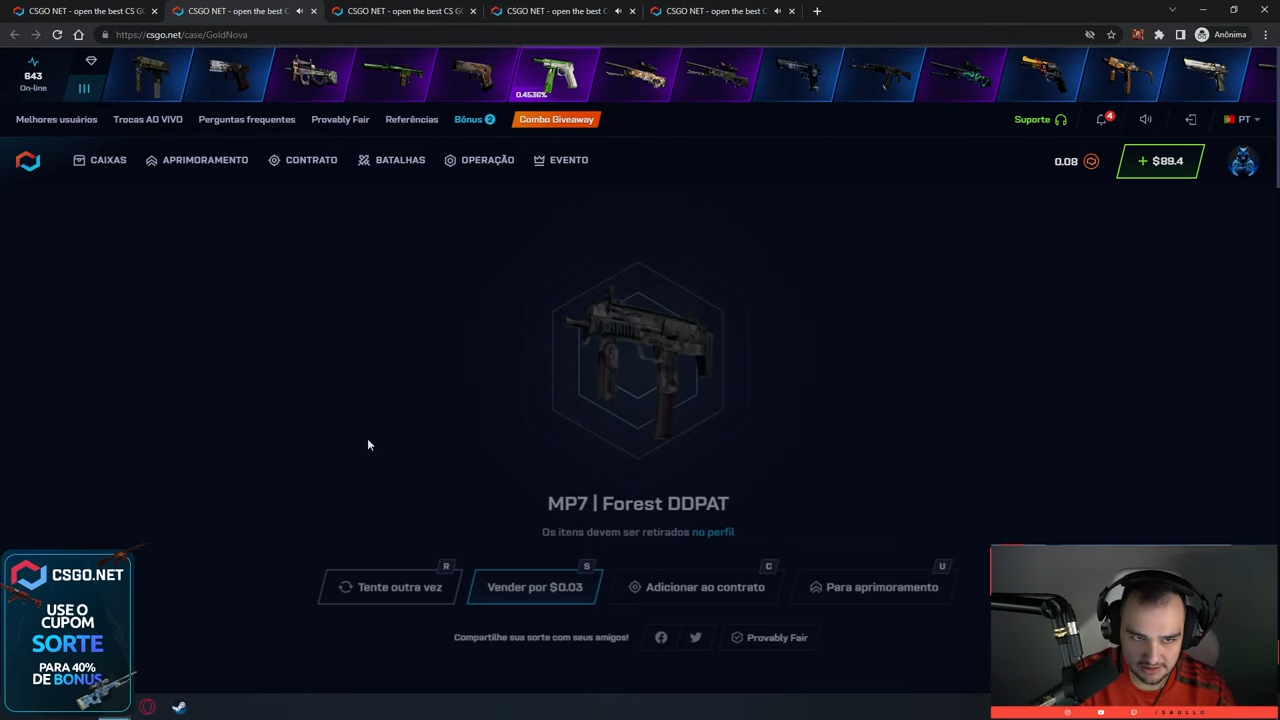 CSGO NET - open the best CS GO
CSGO NET - open the best C
CSGO NET - open the best CS G
CSGO NET - open the best C
CSGO NET - open the best C
https://csgo.net/case/GoldNova
Anônima
843
On-line
0.4536%
Melhores usuários
Trocas AO VIVO
Perguntas frequentes
Provably Fair
Referências
Bônus 2
Combo Giveaway
Suporte
4
PT
CAIXAS
APRIMORAMENTO
CONTRATO
BATALHAS
OPERAÇÃO
EVENTO
0.08
+ $89.4
MP7 | Forest DDPAT
Os itens devem ser retirados no perfil
R
S
C
U
Tente outra vez
Vender por $0.03
Adicionar ao contrato
Para aprimoramento
Compartilhe sua sorte com seus amigos!
Provably Fair
CSGO.NET
USE O
CUPOM
SORTE
PARA 40%
DE BONUS
ISAULLO